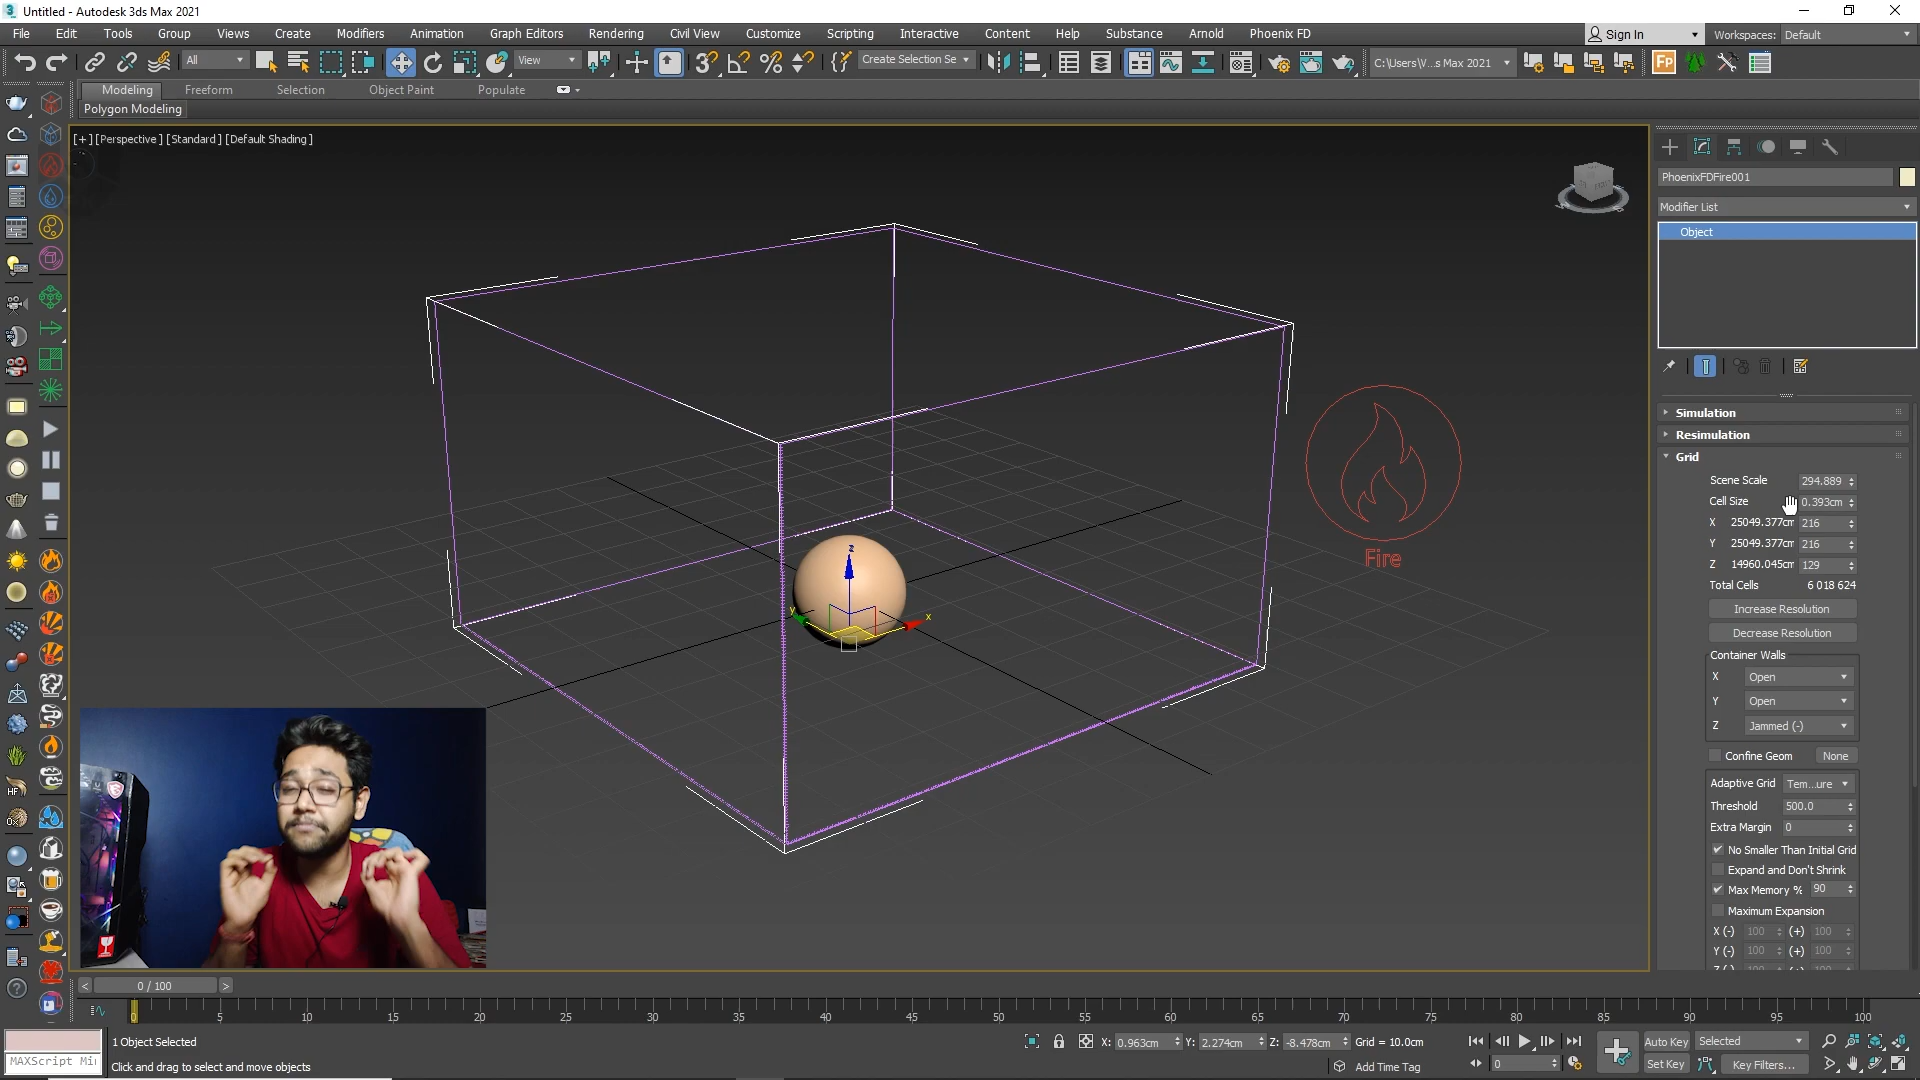 Untitled - Autodesk 3ds Max 2021
File Edit Tools Group Views Create Modifiers Animation Graph Editors Rendering Civil View Customize Scripting Interactive Content Help Substance Arnold Phoenix FD Sign In Workspaces: Default
All View Create Selection Se C:\Users\V...s Max 2021
Modeling Freeform Selection Object Paint Populate
Polygon Modeling
[+] [Perspective ] [Standard ] [Default Shading ]
PhoenixFDFire001
Modifier List
Object
Simulation
Resimulation
Grid
Scene Scale 294.889
Cell Size 0.393cm
X 25049.377cm 216
Y 25049.377cm 216
Z 14960.045cm 129
Total Cells 6 018 624
Increase Resolution
Decrease Resolution
Container Walls
X Open
Y Open
Z Jammed (-)
Confine Geom None
Adaptive Grid Tem...ure
Threshold 500.0
Extra Margin 0
No Smaller Than Initial Grid
Expand and Don't Shrink
Max Memory % 90
Maximum Expansion
X (-) 100 (+) 100
Y (-) 100 (+) 100
Fire
z
y
x
HF
< 0 / 100 >
0 5 10 15 20 25 30 35 40 45 50 55 60 65 70 75 80 85 90 95 100
1 Object Selected X: 0.963cm Y: 2.274cm Z: -8.478cm Grid = 10.0cm Auto Key Selected
MAXScript Mi Click and drag to select and move objects Add Time Tag 0 Set Key Key Filters...